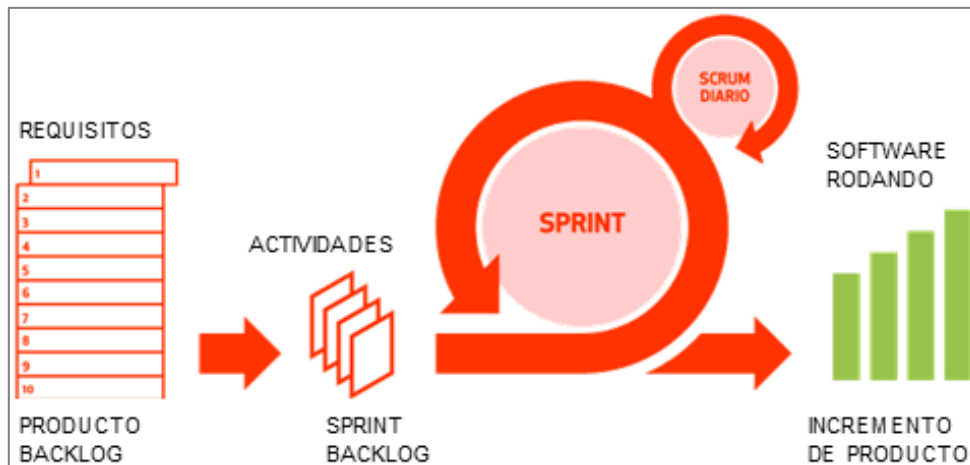 REQUISITOS
1
2
3
4
5
6
7
8
9
10
PRODUCTO
BACKLOG
ACTIVIDADES
SPRINT
BACKLOG
SPRINT
SCRUM
DIARIO
SOFTWARE
RODANDO
INCREMENTO
DE PRODUCTO